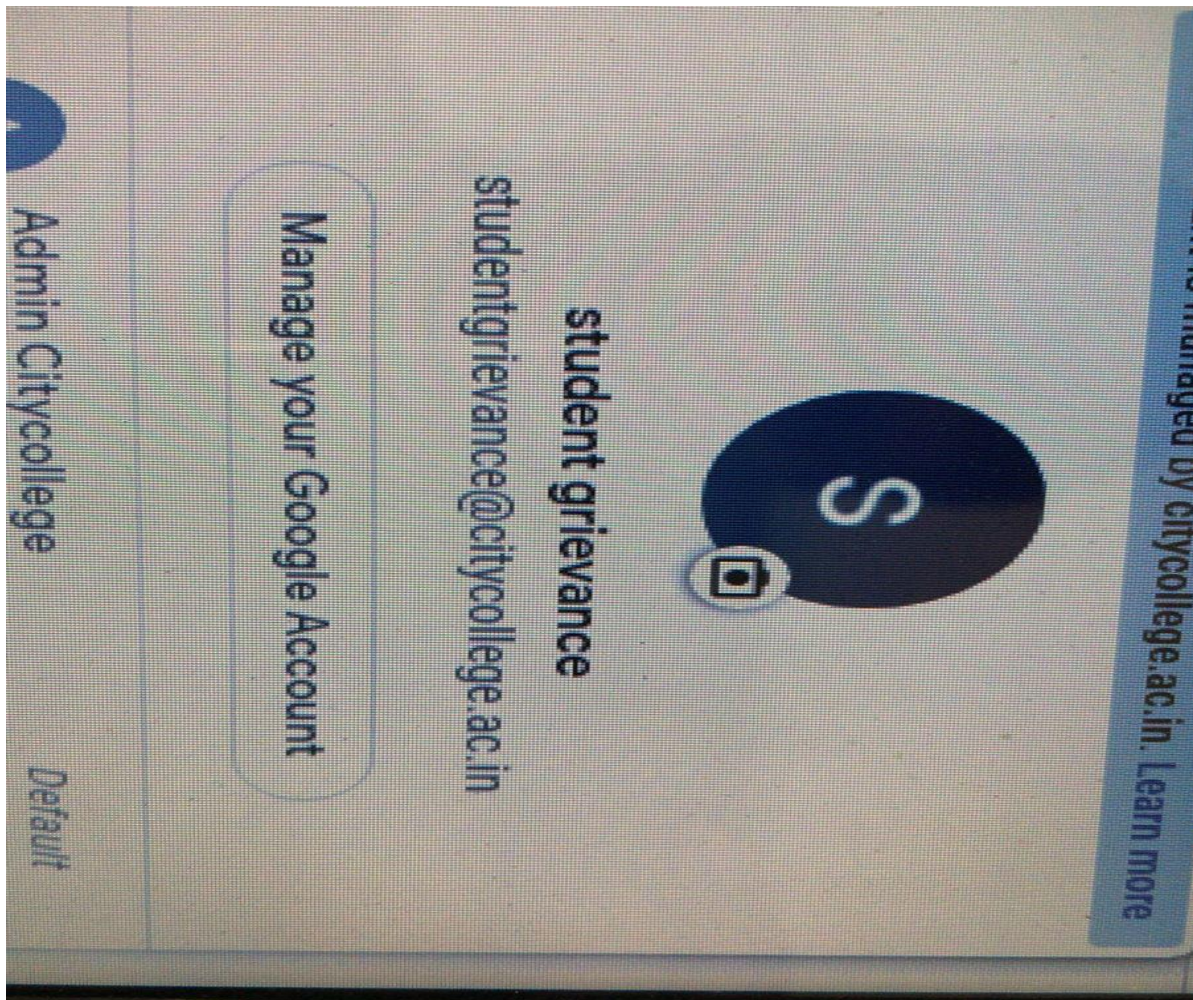 managed by citycollege.ac.in. Learn more
S
student grievance
studentgrievance@citycollege.ac.in
Manage your Google Account
Admin Citycollege
Default